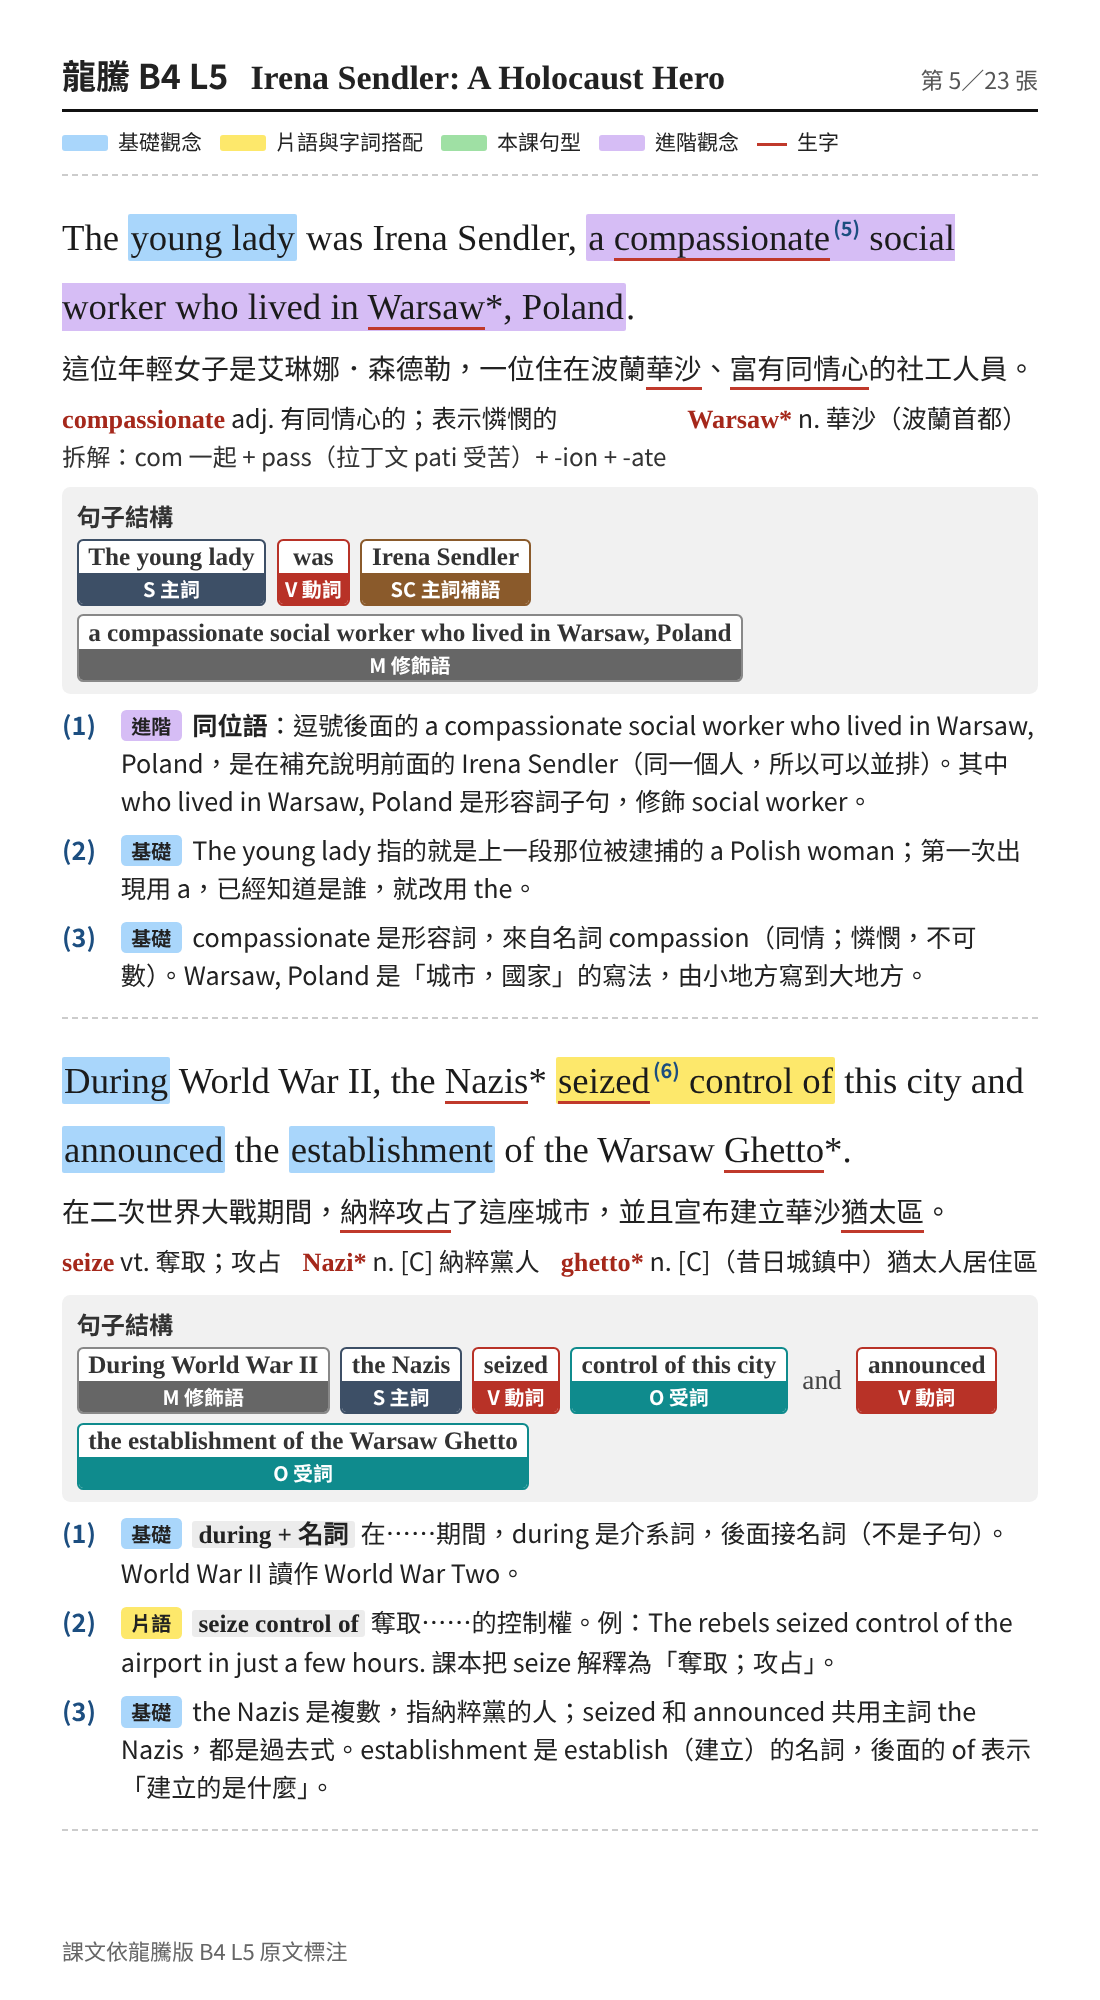 龍騰 B4 L5 Irena Sendler: A Holocaust Hero 第 5／23 張
基礎觀念 片語與字詞搭配 本課句型 進階觀念 生字
The young lady was Irena Sendler, a compassionate(5) social
worker who lived in Warsaw*, Poland.
這位年輕女子是艾琳娜．森德勒，一位住在波蘭華沙、富有同情心的社工人員。
compassionate adj. 有同情心的；表示憐憫的 Warsaw* n. 華沙（波蘭首都）
拆解：com 一起 + pass（拉丁文 pati 受苦）+ -ion + -ate
句子結構
The young lady was Irena Sendler
S 主詞 V 動詞 SC 主詞補語
a compassionate social worker who lived in Warsaw, Poland
M 修飾語
(1) 進階 同位語：逗號後面的 a compassionate social worker who lived in Warsaw,
Poland，是在補充說明前面的 Irena Sendler（同一個人，所以可以並排）。其中
who lived in Warsaw, Poland 是形容詞子句，修飾 social worker。
(2) 基礎 The young lady 指的就是上一段那位被逮捕的 a Polish woman；第一次出
現用 a，已經知道是誰，就改用 the。
(3) 基礎 compassionate 是形容詞，來自名詞 compassion（同情；憐憫，不可
數）。Warsaw, Poland 是「城市，國家」的寫法，由小地方寫到大地方。
During World War II, the Nazis* seized(6) control of this city and
announced the establishment of the Warsaw Ghetto*.
在二次世界大戰期間，納粹攻占了這座城市，並且宣布建立華沙猶太區。
seize vt. 奪取；攻占 Nazi* n. [C] 納粹黨人 ghetto* n. [C]（昔日城鎮中）猶太人居住區
句子結構
During World War II the Nazis seized control of this city and announced
M 修飾語 S 主詞 V 動詞 O 受詞 V 動詞
the establishment of the Warsaw Ghetto
O 受詞
(1) 基礎 during + 名詞 在……期間，during 是介系詞，後面接名詞（不是子句）。
World War II 讀作 World War Two。
(2) 片語 seize control of 奪取……的控制權。例：The rebels seized control of the
airport in just a few hours. 課本把 seize 解釋為「奪取；攻占」。
(3) 基礎 the Nazis 是複數，指納粹黨的人；seized 和 announced 共用主詞 the
Nazis，都是過去式。establishment 是 establish（建立）的名詞，後面的 of 表示
「建立的是什麼」。
課文依龍騰版 B4 L5 原文標注